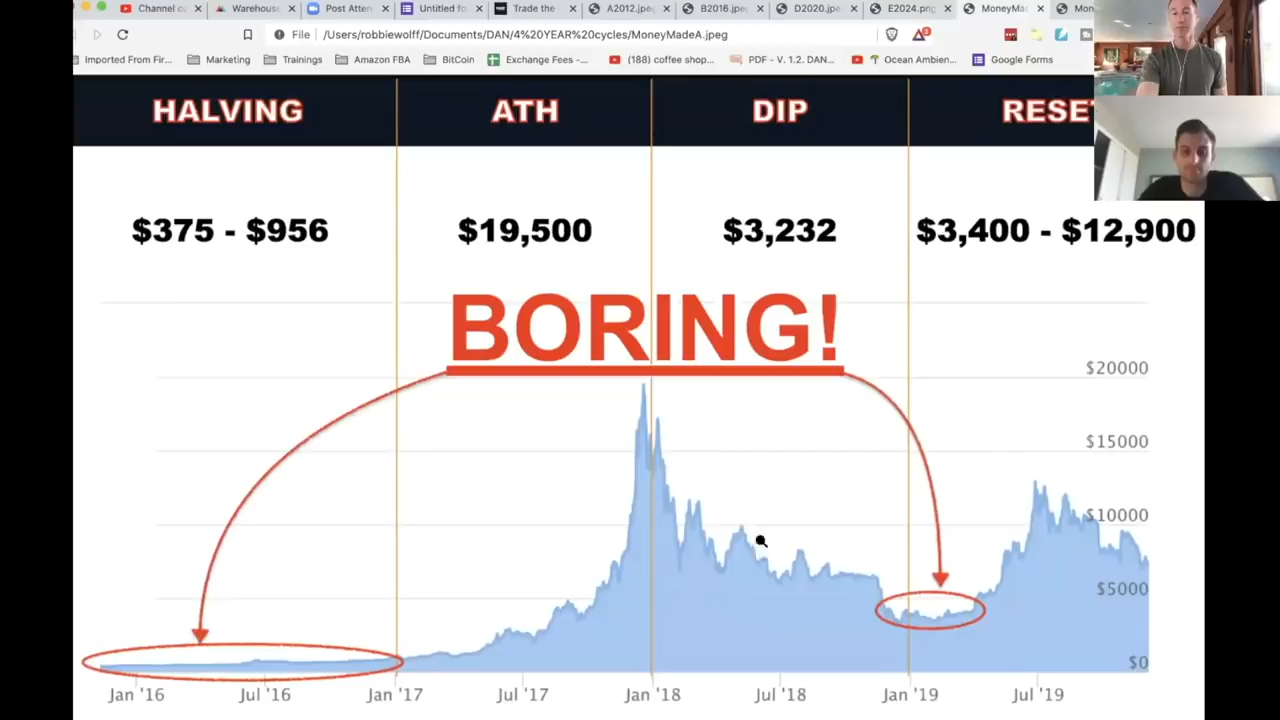 Channel c
Warehouse
Post Atten
Untitled fo
Trade the
A2012.jpeg
B2016.jpeg
D2020.jpe
E2024.png
MoneyMad
Mon
File /Users/robbiewolff/Documents/DAN/4%20YEAR%20cycles/MoneyMadeA.jpeg
Imported From Fir... Marketing Trainings Amazon FBA BitCoin Exchange Fees -... (188) coffee shop... PDF - V. 1.2. DAN... Ocean Ambien... Google Forms
HALVING ATH DIP RESE
$375 - $956 $19,500 $3,232 $3,400 - $12,900
BORING!
$20000
$15000
$10000
$5000
$0
Jan '16 Jul '16 Jan '17 Jul '17 Jan '18 Jul '18 Jan '19 Jul '19